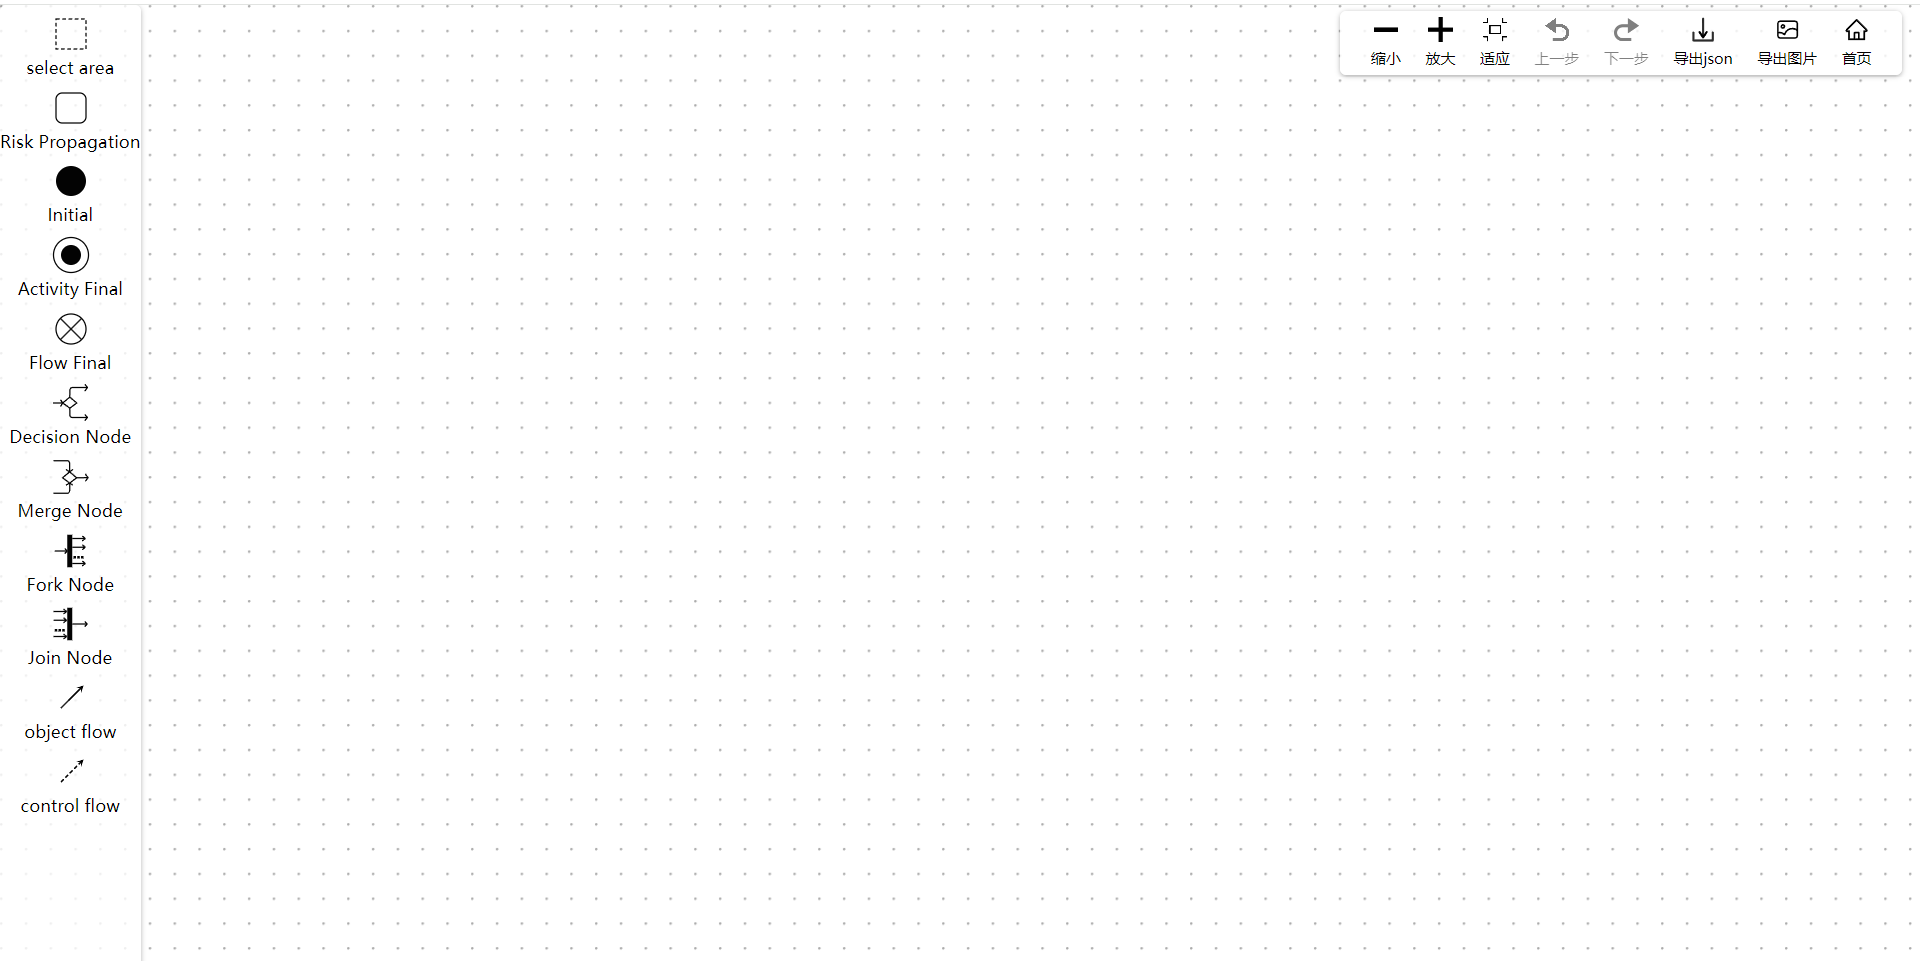 select area
Risk Propagation
Initial
Activity Final
Flow Final
Decision Node
Merge Node
Fork Node
Join Node
object flow
control flow
缩小 放大 适应 上一步 下一步 导出json 导出图片 首页